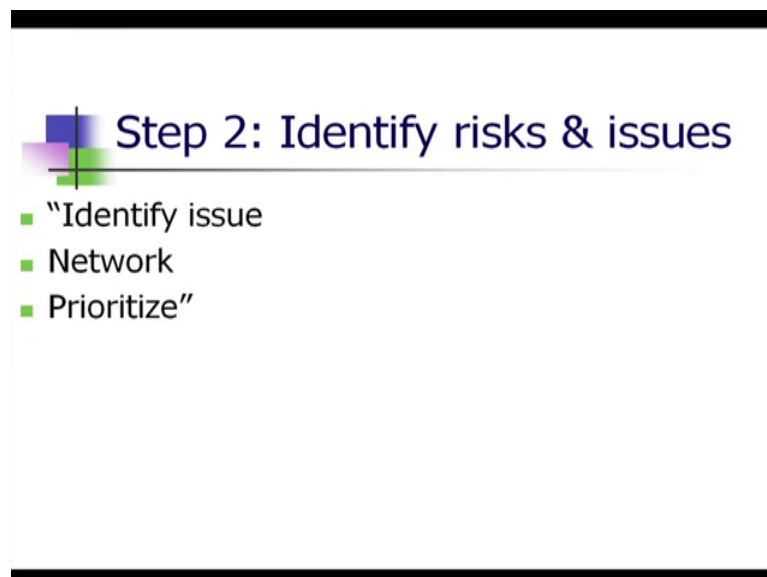 Step 2: Identify risks & issues
“Identify issue
Network
Prioritize”